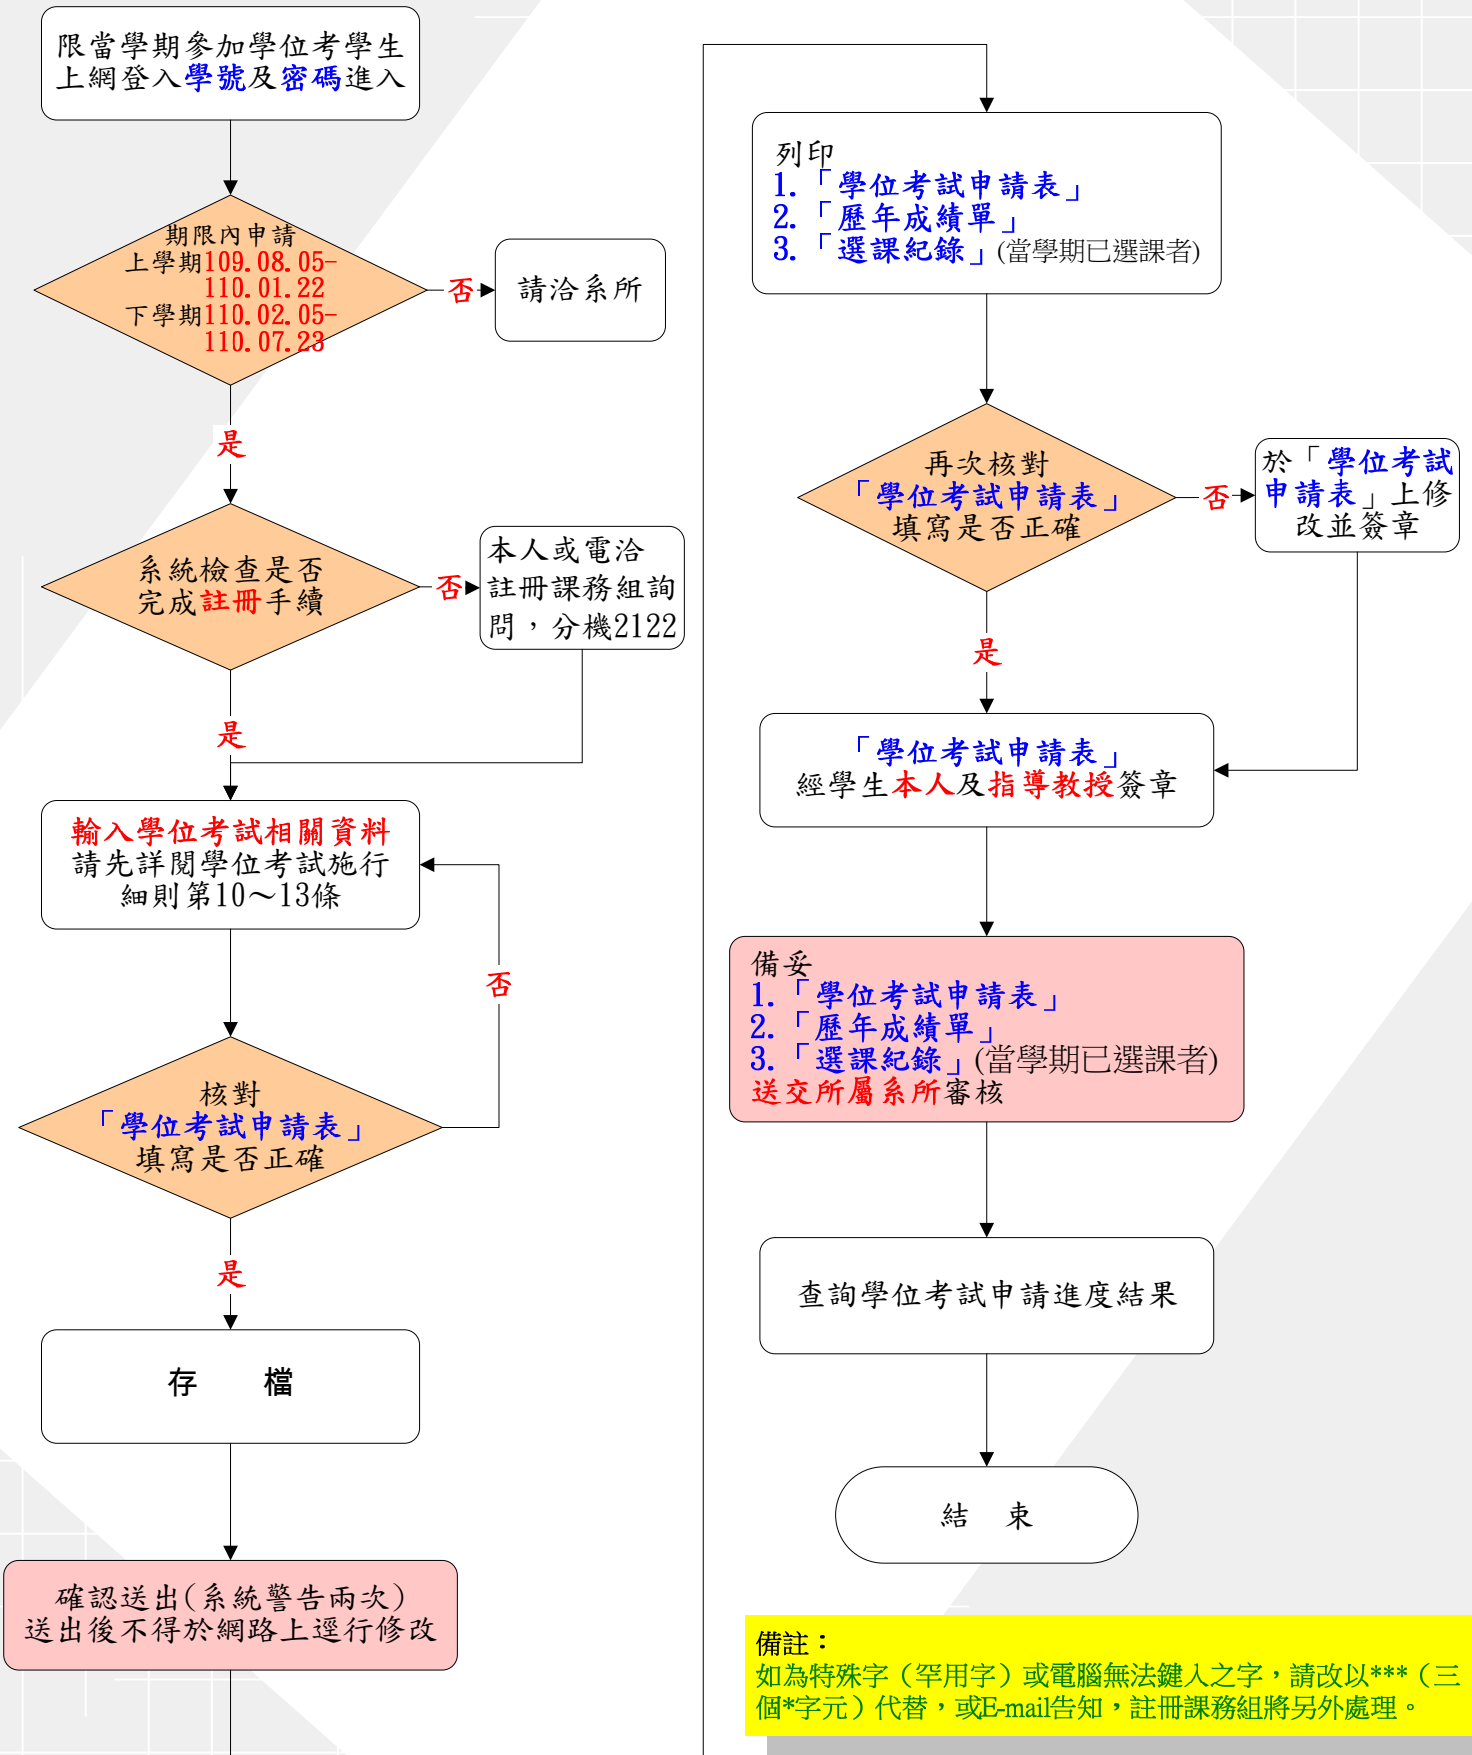 限當學期參加學位考學生
上網登入學號及密碼進入
期限內申請
上學期109.08.05-
110.01.22
下學期110.02.05-
110.07.23
否
請洽系所
是
系統檢查是否
完成註冊手續
否
本人或電洽
註冊課務組詢
問，分機2122
是
輸入學位考試相關資料
請先詳閱學位考試施行
細則第10～13條
否
核對
「學位考試申請表」
填寫是否正確
是
存　檔
確認送出(系統警告兩次)
送出後不得於網路上逕行修改
列印
1.「學位考試申請表」
2.「歷年成績單」
3.「選課紀錄」(當學期已選課者)
再次核對
「學位考試申請表」
填寫是否正確
否
於「學位考試
申請表」上修
改並簽章
是
「學位考試申請表」
經學生本人及指導教授簽章
備妥
1.「學位考試申請表」
2.「歷年成績單」
3.「選課紀錄」(當學期已選課者)
送交所屬系所審核
查詢學位考試申請進度結果
結　束
備註：
如為特殊字（罕用字）或電腦無法鍵入之字，請改以***（三
個*字元）代替，或E-mail告知，註冊課務組將另外處理。